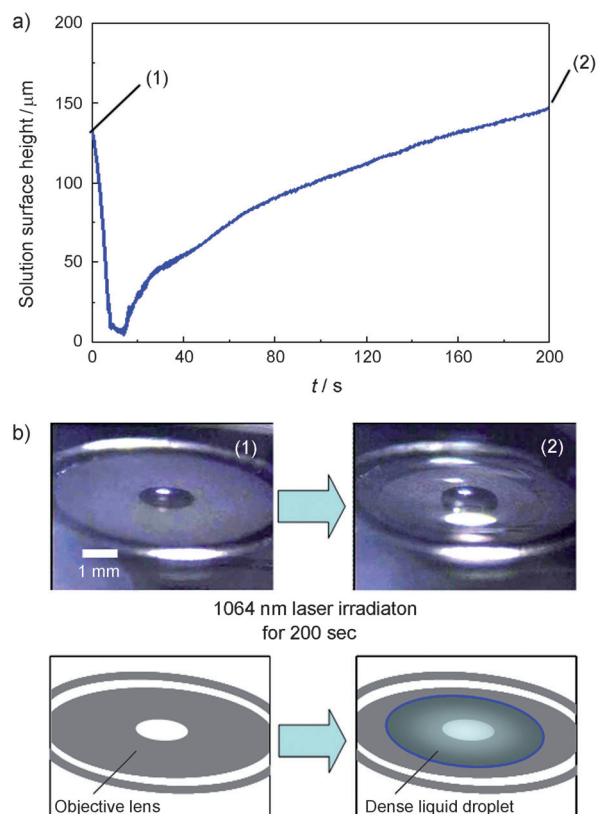 a)
200
150
100
50
0
Solution surface height / μm
(1)
(2)
0
40
80
120
160
200
t / s
b)
(1)
(2)
1 mm
1064 nm laser irradiaton
for 200 sec
Objective lens
Dense liquid droplet